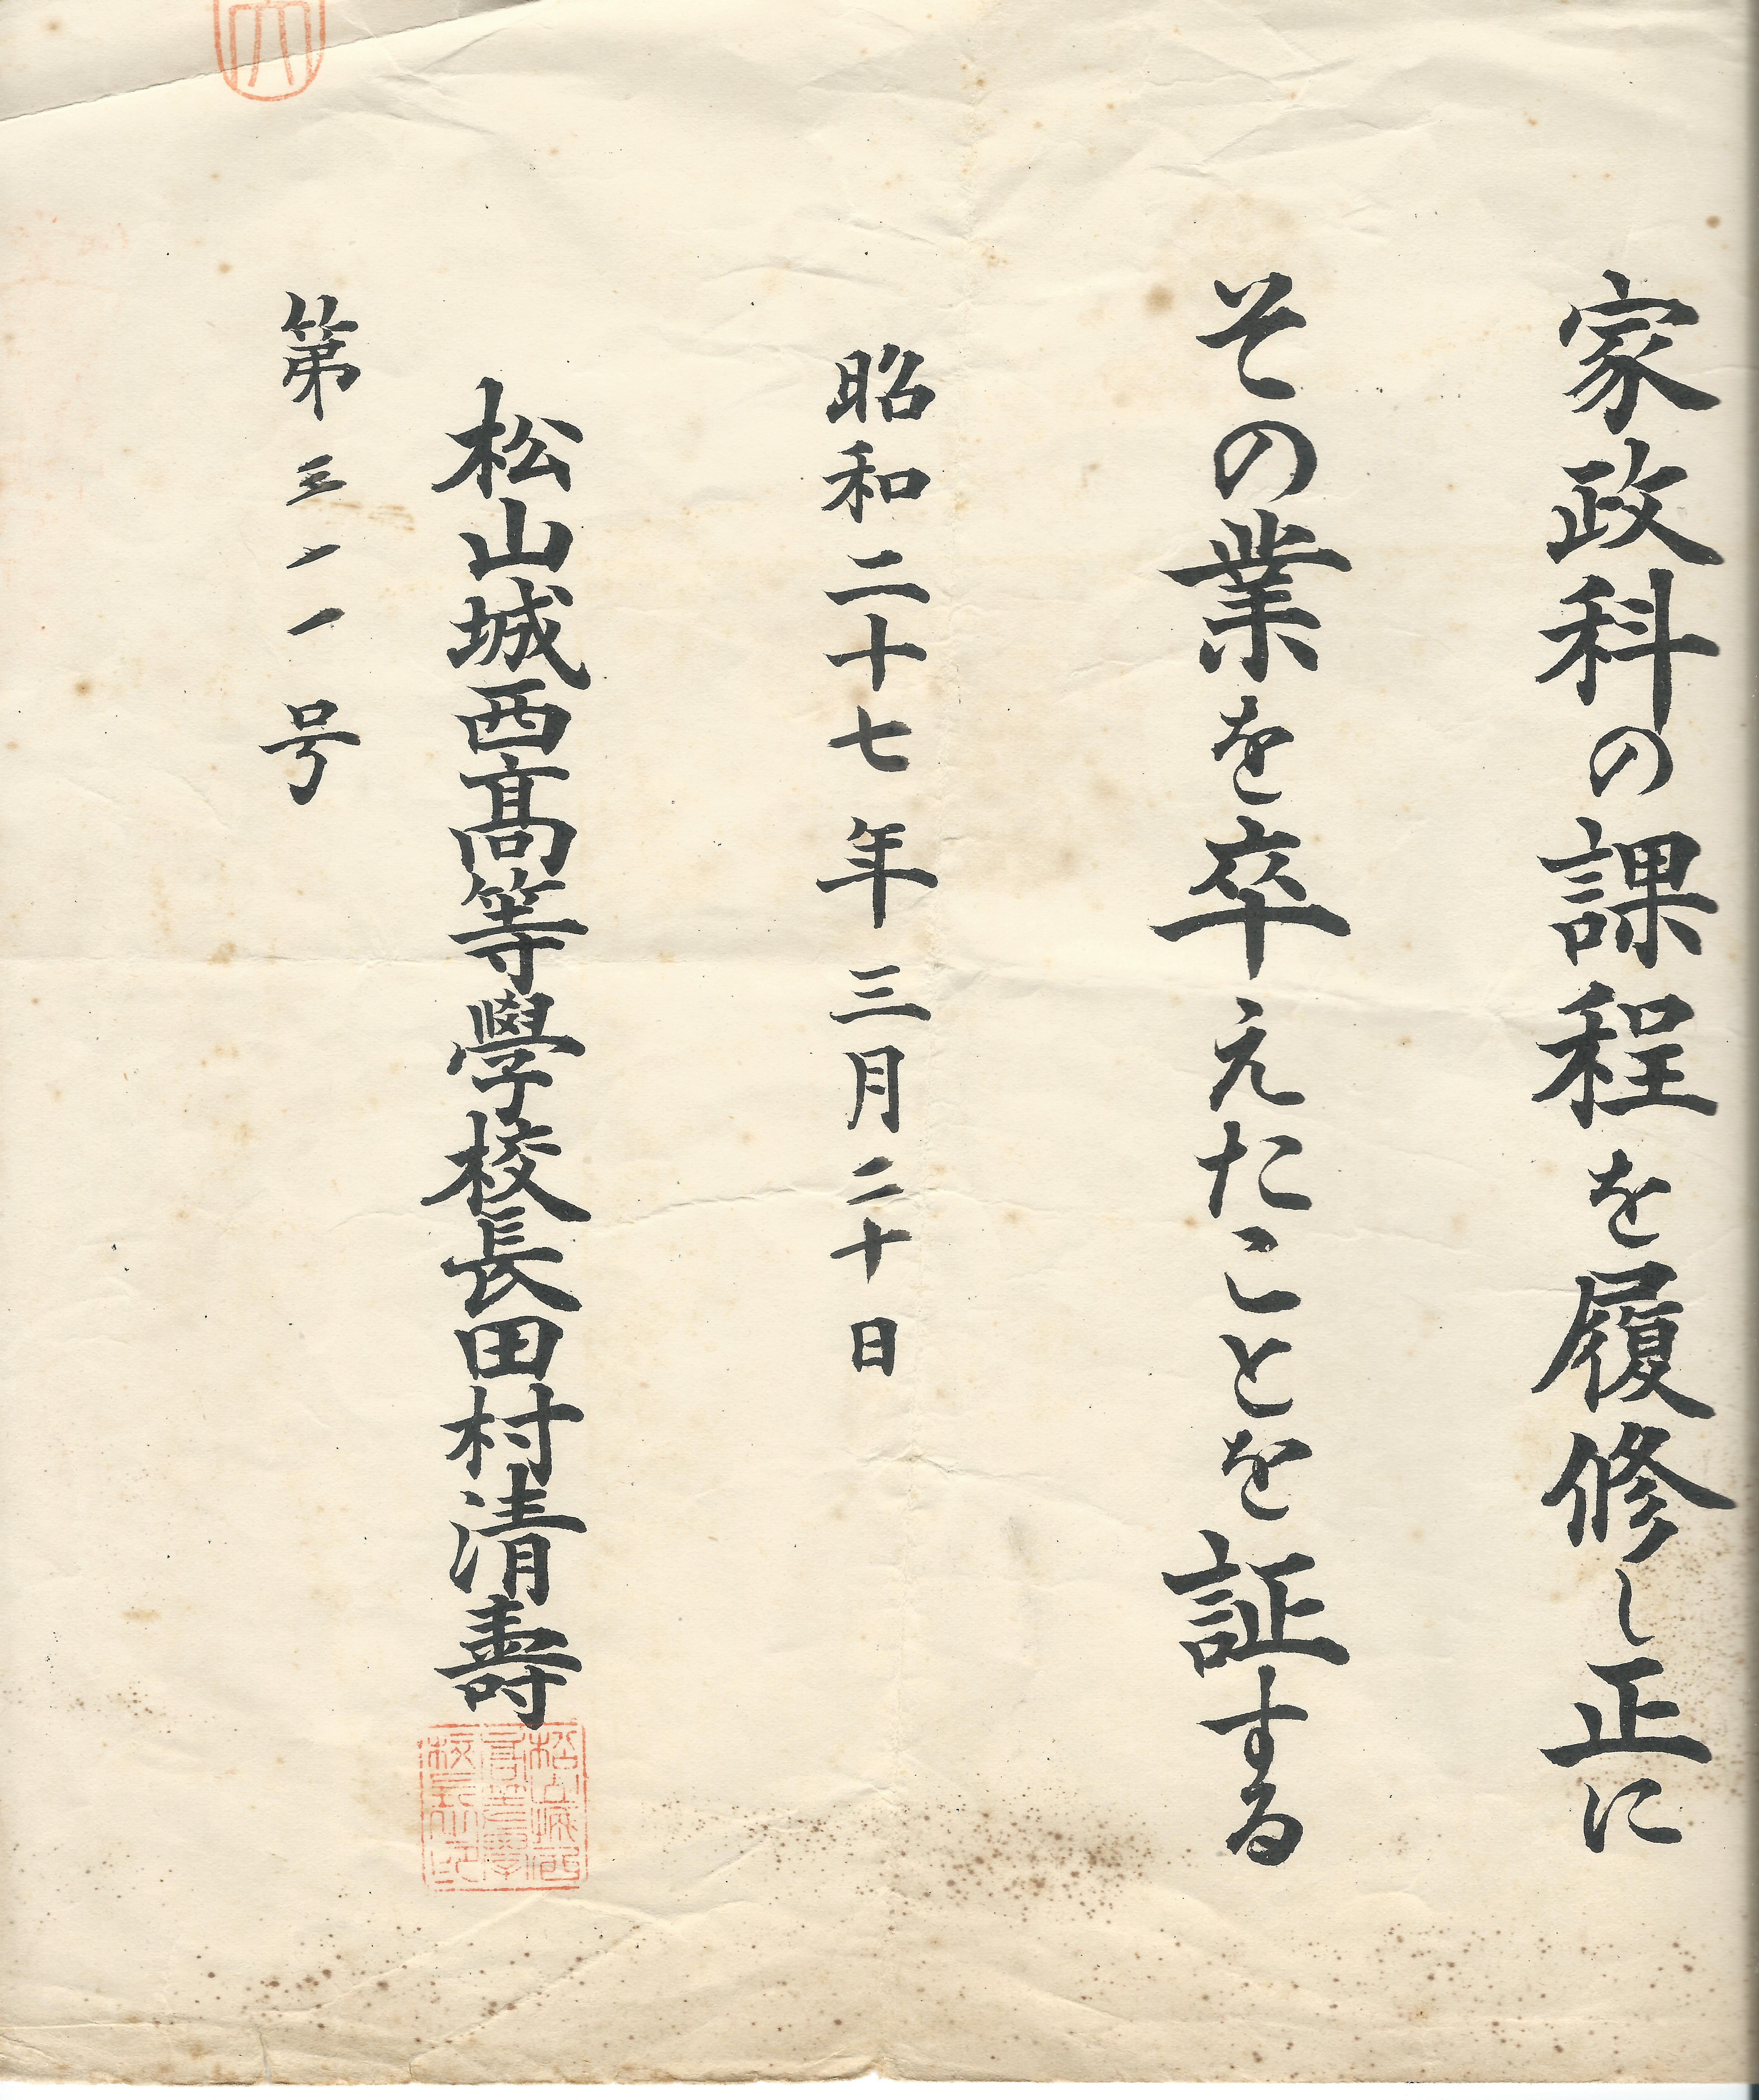 家政科の課程を履修し正に
その業を卒えたことを証する
昭和二十七年三月二十日
松山城西髙等學校長田村清壽
松山城西
高等學
校長之印
第三一一号